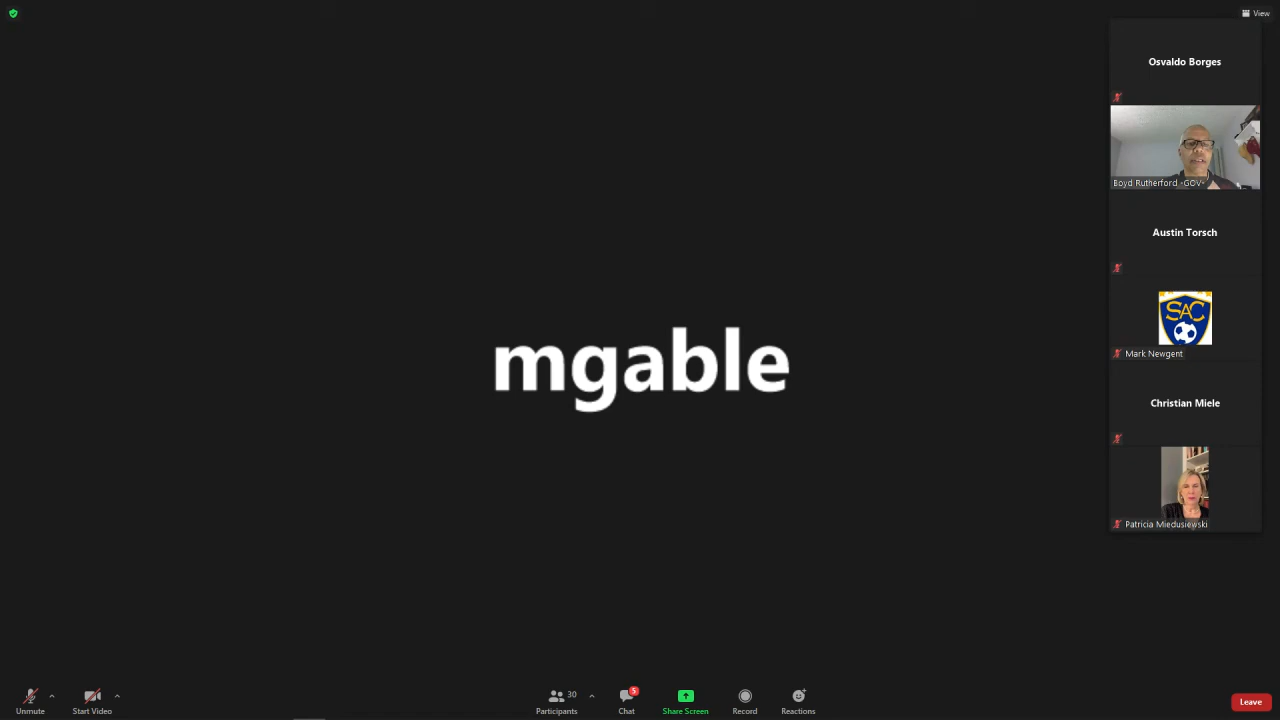 View
Osvaldo Borges
Boyd Rutherford -GOV-
Austin Torsch
SAC
Mark Newgent
mgable
Christian Miele
Patricia Miedusiewski
Unmute
Start Video
30
Participants
5
Chat
Share Screen
Record
Reactions
Leave